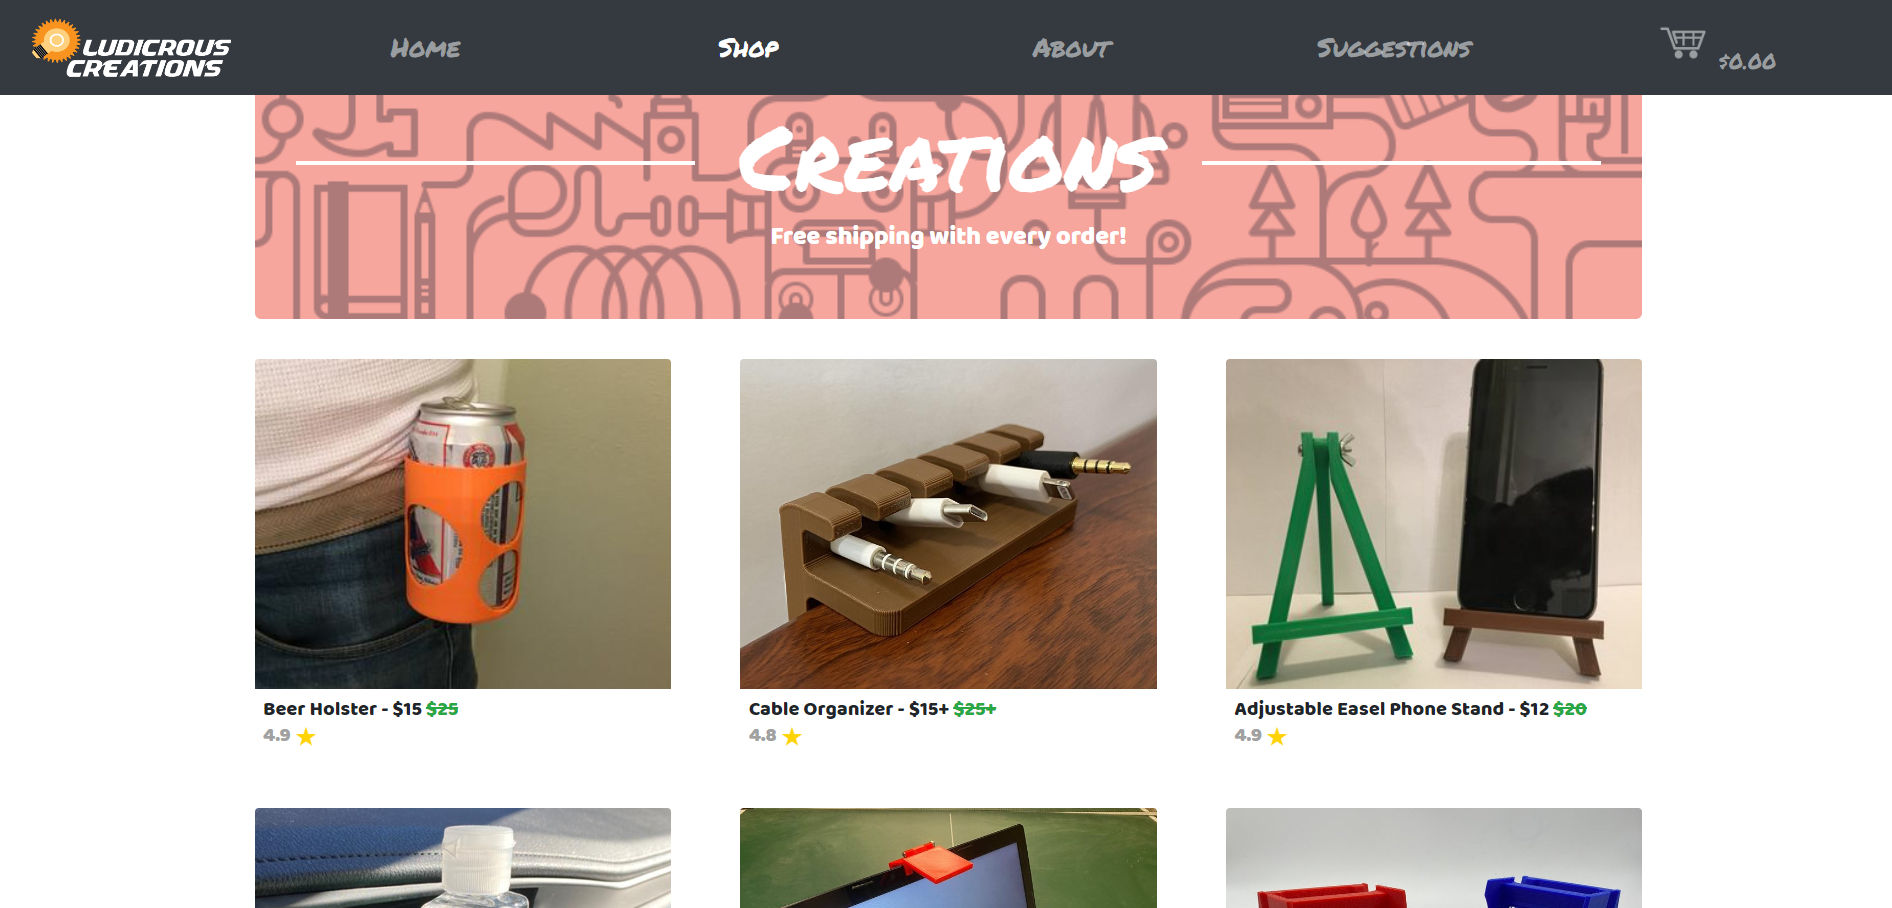 LUDICROUS
CREATIONS
Home
Shop
About
Suggestions
$0.00
Creations
Free shipping with every order!
Beer Holster - $15 $25
4.9
Cable Organizer - $15+ $25+
4.8
Adjustable Easel Phone Stand - $12 $20
4.9